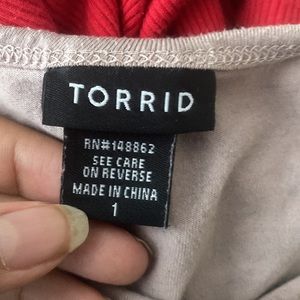 TORRID
RN#148862
SEE CARE
ON REVERSE
MADE IN CHINA
1